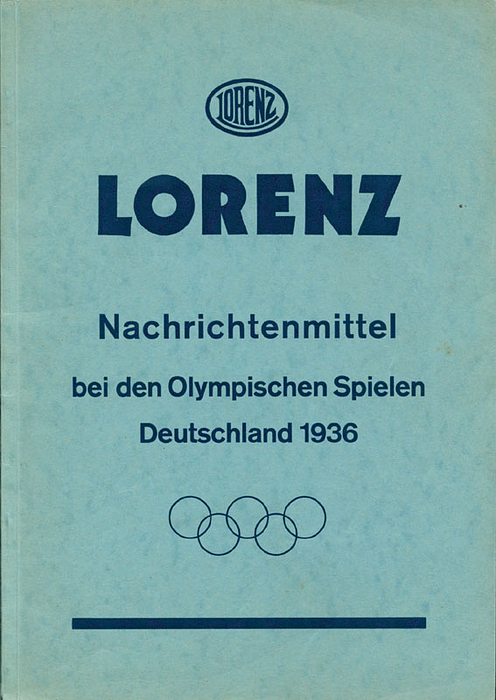 LORENZ
LORENZ
Nachrichtenmittel
bei den Olympischen Spielen
Deutschland 1936